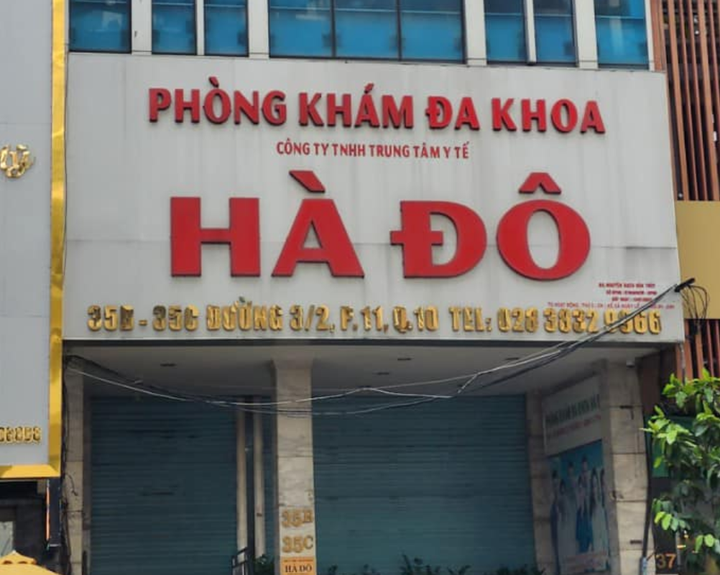 PHÒNG KHÁM ĐA KHOA
CÔNG TY TNHH TRUNG TÂM Y TẾ
HÀ ĐÔ
35B - 35C ĐƯỜNG 3/2, P.11, Q.10 TEL: 028 3832 9966
35B
35C
HÀ ĐÔ
37